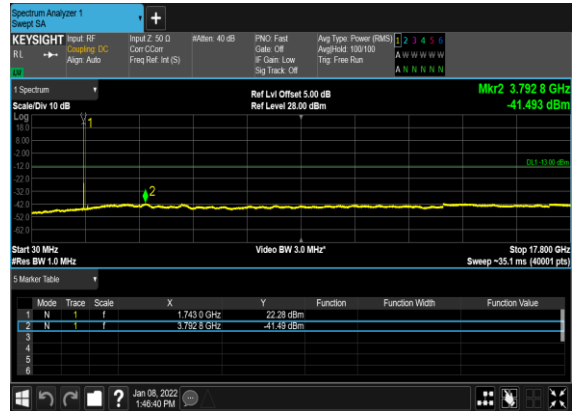 Spectrum Analyzer 1
Swept SA
KEYSIGHT Input: RF Input Z: 50 Ω #Atten: 40 dB PNO: Fast Avg Type: Power (RMS) 1 2 3 4 5 6
RL Coupling: DC Corr CCorr Gate: Off Avg|Hold: 100/100 A W W W W W
Align: Auto Freq Ref: Int (S) IF Gain: Low Trig: Free Run
LW Sig Track: Off A N N N N N
1 Spectrum Ref Lvl Offset 5.00 dB Mkr2 3.792 8 GHz
Scale/Div 10 dB Ref Level 28.00 dBm -41.493 dBm
Log
18.0
8.00
-2.00
-12.0
-22.0
-32.0
-42.0
-52.0
-62.0
1
2
DL1 -13.00 dBm
Start 30 MHz Video BW 3.0 MHz* Stop 17.800 GHz
#Res BW 1.0 MHz Sweep ~35.1 ms (40001 pts)
5 Marker Table
Mode Trace Scale X Y Function Function Width Function Value
1 N 1 f 1.743 0 GHz 22.28 dBm
2 N 1 f 3.792 8 GHz -41.49 dBm
3
4
5
6
? Jan 08, 2022
1:46:40 PM